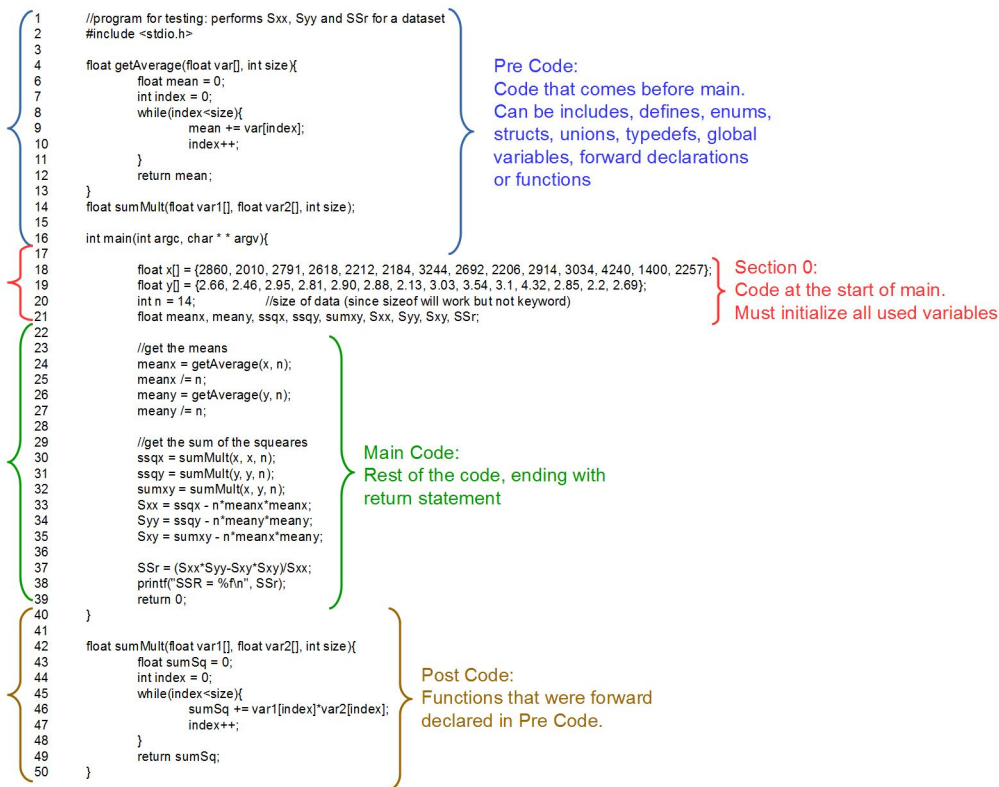 1 //program for testing: performs Sxx, Syy and SSr for a dataset
2 #include <stdio.h>
3
4 float getAverage(float var[], int size){
6 float mean = 0;
7 int index = 0;
8 while(index<size){
9 mean += var[index];
10 index++;
11 }
12 return mean;
13 }
14 float sumMult(float var1[], float var2[], int size);
15
16 int main(int argc, char * * argv){
17
18 float x[] = {2860, 2010, 2791, 2618, 2212, 2184, 3244, 2692, 2206, 2914, 3034, 4240, 1400, 2257};
19 float y[] = {2.66, 2.46, 2.95, 2.81, 2.90, 2.88, 2.13, 3.03, 3.54, 3.1, 4.32, 2.85, 2.2, 2.69};
20 int n = 14; //size of data (since sizeof will work but not keyword)
21 float meanx, meany, ssqx, ssqy, sumxy, Sxx, Syy, Sxy, SSr;
22
23 //get the means
24 meanx = getAverage(x, n);
25 meanx /= n;
26 meany = getAverage(y, n);
27 meany /= n;
28
29 //get the sum of the squeares
30 ssqx = sumMult(x, x, n);
31 ssqy = sumMult(y, y, n);
32 sumxy = sumMult(x, y, n);
33 Sxx = ssqx - n*meanx*meanx;
34 Syy = ssqy - n*meany*meany;
35 Sxy = sumxy - n*meanx*meany;
36
37 SSr = (Sxx*Syy-Sxy*Sxy)/Sxx;
38 printf("SSR = %f\n", SSr);
39 return 0;
40 }
41
42 float sumMult(float var1[], float var2[], int size){
43 float sumSq = 0;
44 int index = 0;
45 while(index<size){
46 sumSq += var1[index]*var2[index];
47 index++;
48 }
49 return sumSq;
50 }
Pre Code:
Code that comes before main.
Can be includes, defines, enums,
structs, unions, typedefs, global
variables, forward declarations
or functions
Section 0:
Code at the start of main.
Must initialize all used variables
Main Code:
Rest of the code, ending with
return statement
Post Code:
Functions that were forward
declared in Pre Code.